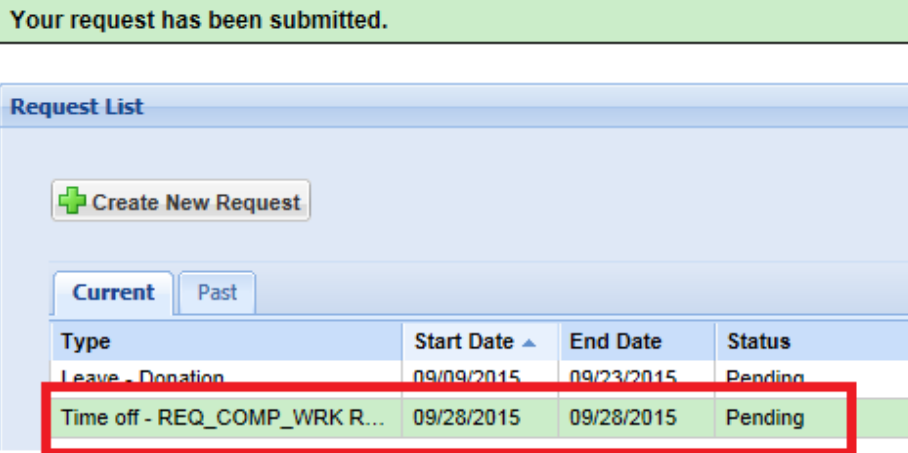 Your request has been submitted.
Request List
Create New Request
Current Past
Type Start Date End Date Status
Leave - Donation 09/09/2015 09/23/2015 Pending
Time off - REQ_COMP_WRK R... 09/28/2015 09/28/2015 Pending